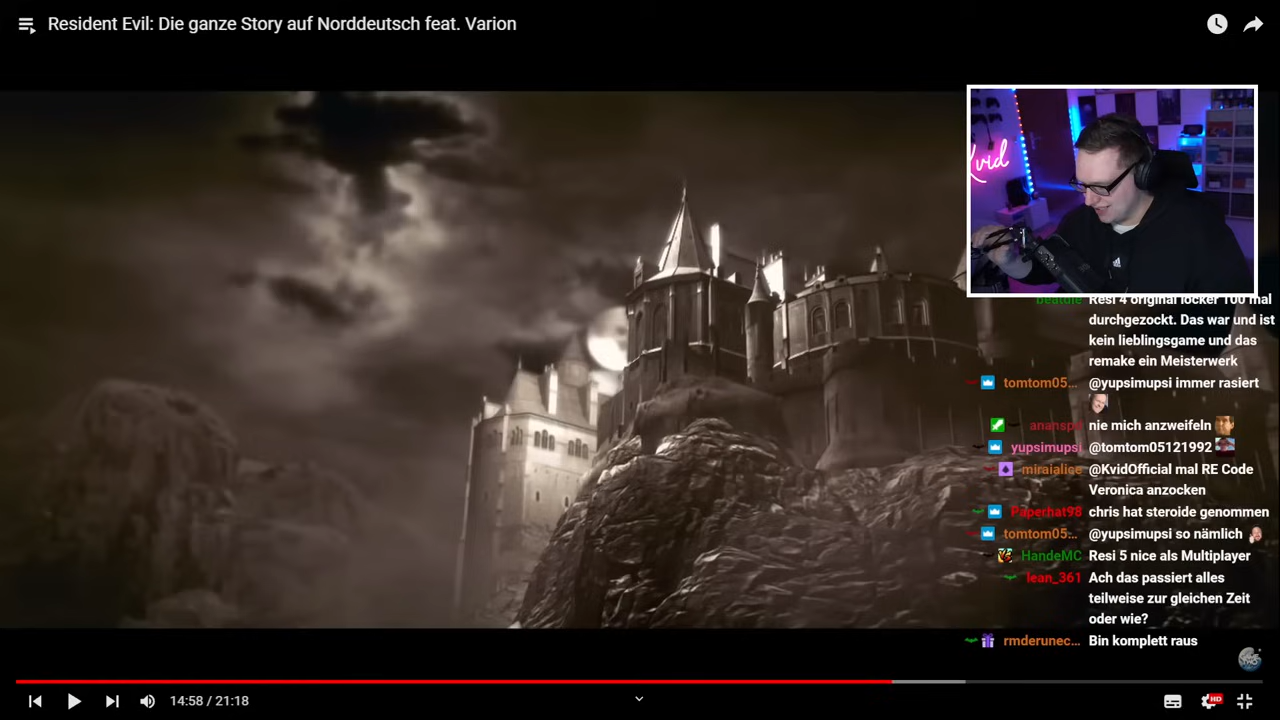 Resident Evil: Die ganze Story auf Norddeutsch feat. Varion
Kvid
beatdie Resi 4 original locker 100 mal
durchgezockt. Das war und ist
kein lieblingsgame und das
remake ein Meisterwerk
tomtom05... @yupsimupsi immer rasiert
nie mich anzweifeln
yupsimupsi @tomtom05121992
miraialice @KvidOfficial mal RE Code
Veronica anzocken
Paperhat98 chris hat steroide genommen
tomtom05... @yupsimupsi so nämlich
HandeMC Resi 5 nice als Multiplayer
lean_361 Ach das passiert alles
teilweise zur gleichen Zeit
oder wie?
rmderunec... Bin komplett raus
14:58 / 21:18
HD